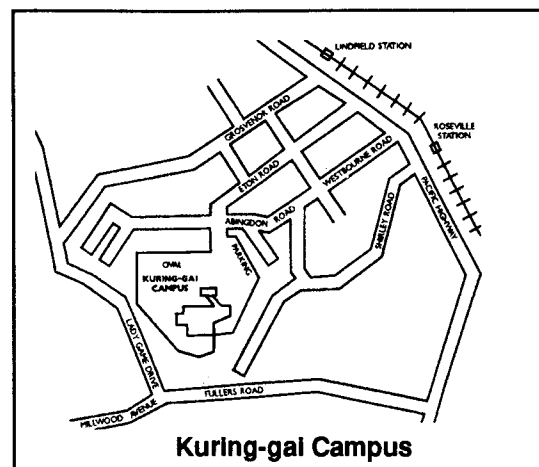 LINDFIELD STATION
ROSEVILLE
STATION
GROSVENOR ROAD
ETON ROAD
WESTBOURNE ROAD
PACIFIC HIGHWAY
ABINGDON ROAD
SHIRLEY ROAD
PARKING
OVAL
KURING-GAI
CAMPUS
LADY GAME DRIVE
FULLERS ROAD
MILLWOOD AVENUE
Kuring-gai Campus